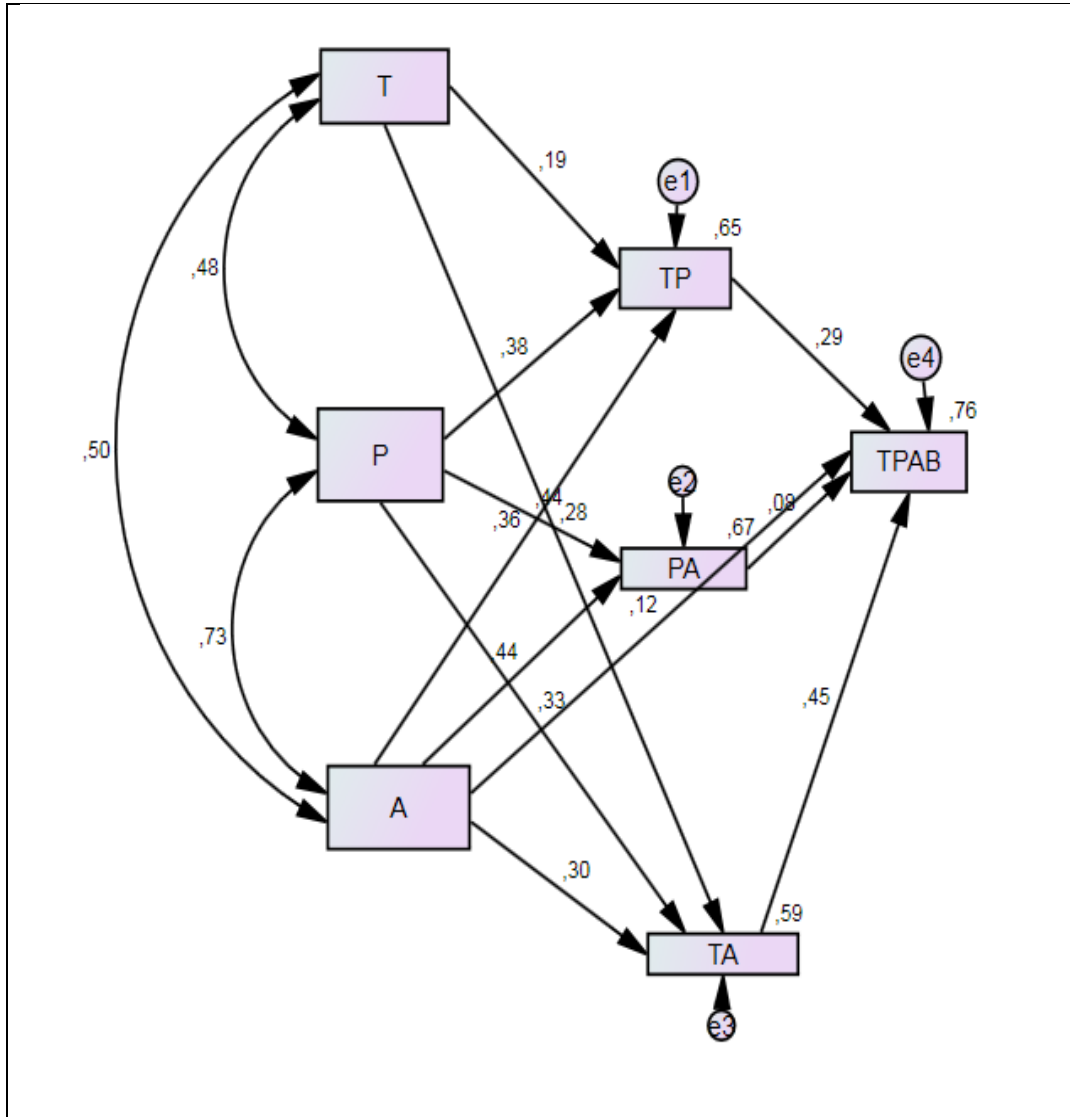 T
,19
e1
,65
,48
TP
,38
,29
e4
,76
,50
P
TPAB
e2
,44
,08
,36
,28
,67
PA
,12
,73
,44
,33
,45
A
,30
,59
TA
e3